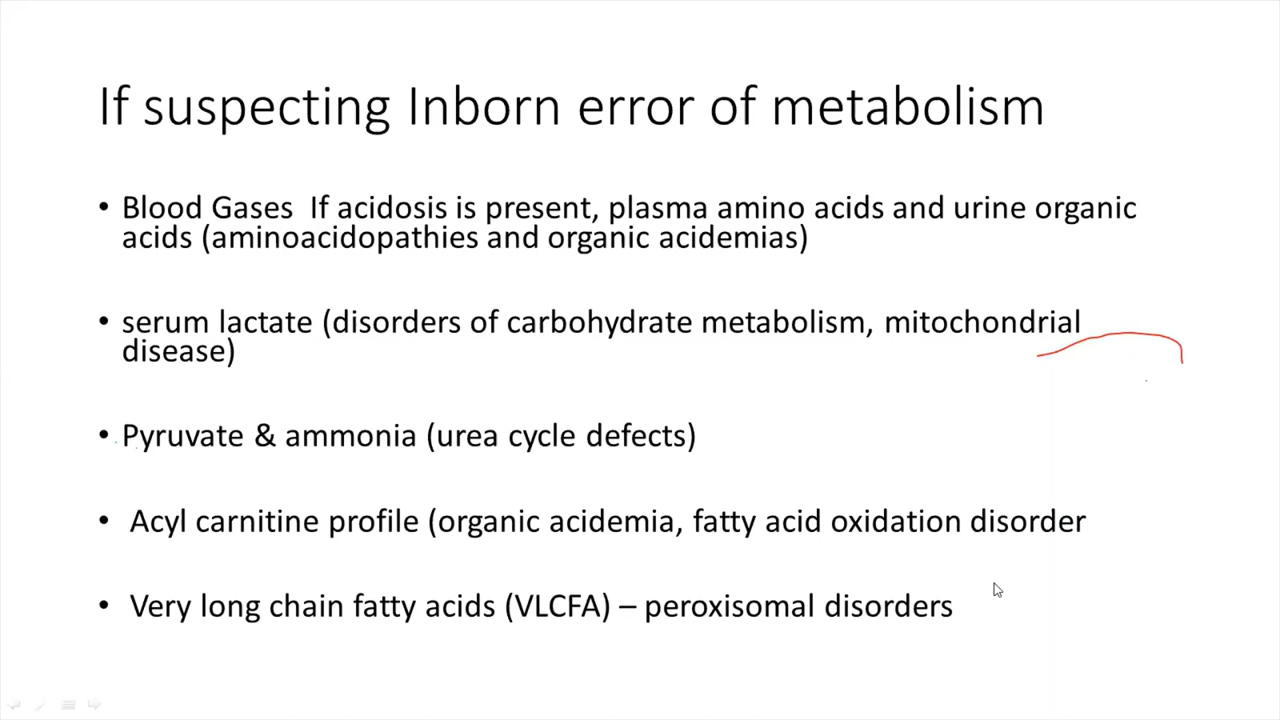 If suspecting Inborn error of metabolism
• Blood Gases  If acidosis is present, plasma amino acids and urine organic
acids (aminoacidopathies and organic acidemias)
• serum lactate (disorders of carbohydrate metabolism, mitochondrial
disease)
• Pyruvate & ammonia (urea cycle defects)
• Acyl carnitine profile (organic acidemia, fatty acid oxidation disorder
• Very long chain fatty acids (VLCFA) – peroxisomal disorders